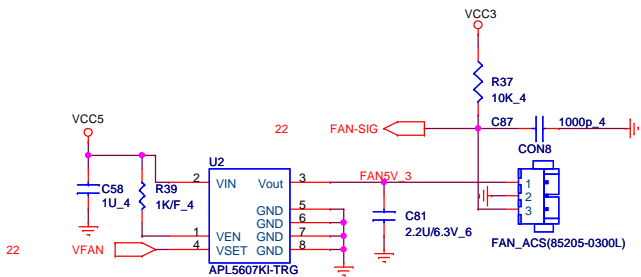 VCC3
R37
10K_4
22
FAN-SIG
C87
1000p_4
CON8
VCC5
U2
FAN5V_3
C58
1U_4
R39
1K/F_4
2
VIN
Vout
3
1
2
3
GND
5
GND
6
1
VEN
GND
7
4
VSET
GND
8
C81
2.2U/6.3V_6
22
VFAN
APL5607KI-TRG
FAN_ACS(85205-0300L)